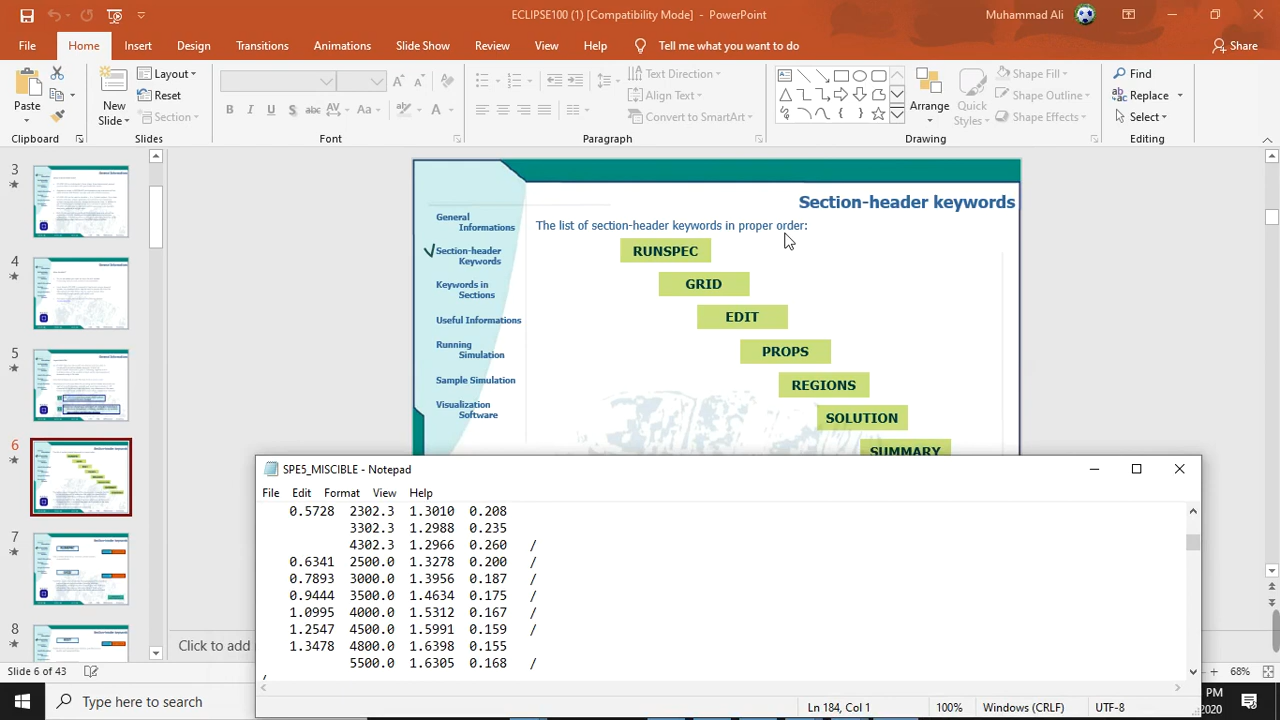 ECLIPSE100 (1) [Compatibility Mode] - PowerPoint
Muhammad Ali
File Home Insert Design Transitions Animations Slide Show Review View Help Tell me what you want to do Share
Paste
Clipboard
New Slide
Layout
Reset
Section
Slides
B I U S abc AV Aa A
Font
Text Direction
Align Text
Convert to SmartArt
Paragraph
Arrange
Quick Styles
Shape Fill
Shape Outline
Shape Effects
Drawing
Find
Replace
Select
Editing
3
4
5
6
7
8
Section-header keywords
General
Informations
Section-header
Keywords
Keywords in
Sections
Useful Informations
Running
Simulation
Sample Simulation
Visualization
Software
The list of section-header keywords in proper order:
RUNSPEC
GRID
EDIT
PROPS
REGIONS
SOLUTION
SUMMARY
Click to add
SPE5_MISCIBLE - Notepad
Edit View Help
0.5728 2302.3 1.3010 0.208
3302.3 1.2988 0.235
4302.3 1.2966 0.260 /
2500.0 1.3278 0.200 /
3000.0 1.3956 0.187 /
0.9444 3500.0 1.4634 0.175 /
1.0995 4000.0 1.5312 0.167 /
1.2547 4500.0 1.5991 0.159 /
4800.0 1.6398 0.155
5500.0 1.6305 0.168 /
/
Ln 184, Col 1 100% Windows (CRLF) UTF-8
Slide 6 of 43
68%
Type here to search
PM
2020